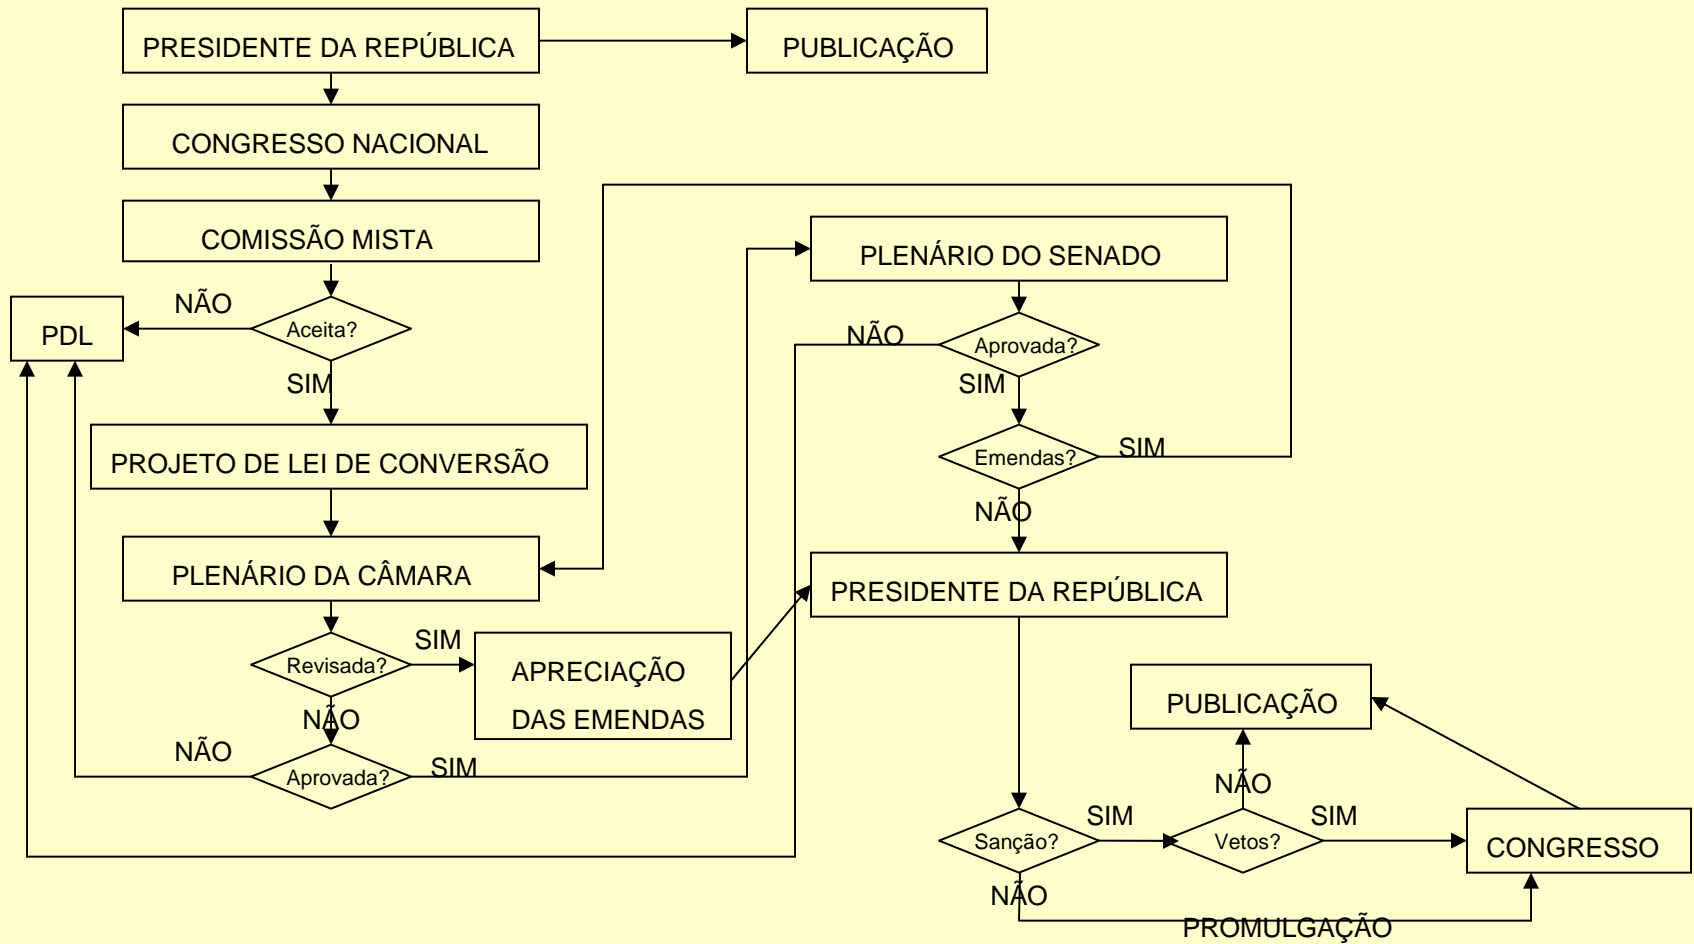 PRESIDENTE DA REPÚBLICA
PUBLICAÇÃO
CONGRESSO NACIONAL
COMISSÃO MISTA
NÃO
Aceita?
PDL
SIM
PROJETO DE LEI DE CONVERSÃO
PLENÁRIO DA CÂMARA
Revisada?
SIM
APRECIAÇÃO
DAS EMENDAS
NÃO
NÃO
Aprovada?
SIM
PLENÁRIO DO SENADO
NÃO
Aprovada?
SIM
Emendas?
SIM
NÃO
PRESIDENTE DA REPÚBLICA
PUBLICAÇÃO
NÃO
Sanção?
SIM
Vetos?
SIM
CONGRESSO
NÃO
PROMULGAÇÃO